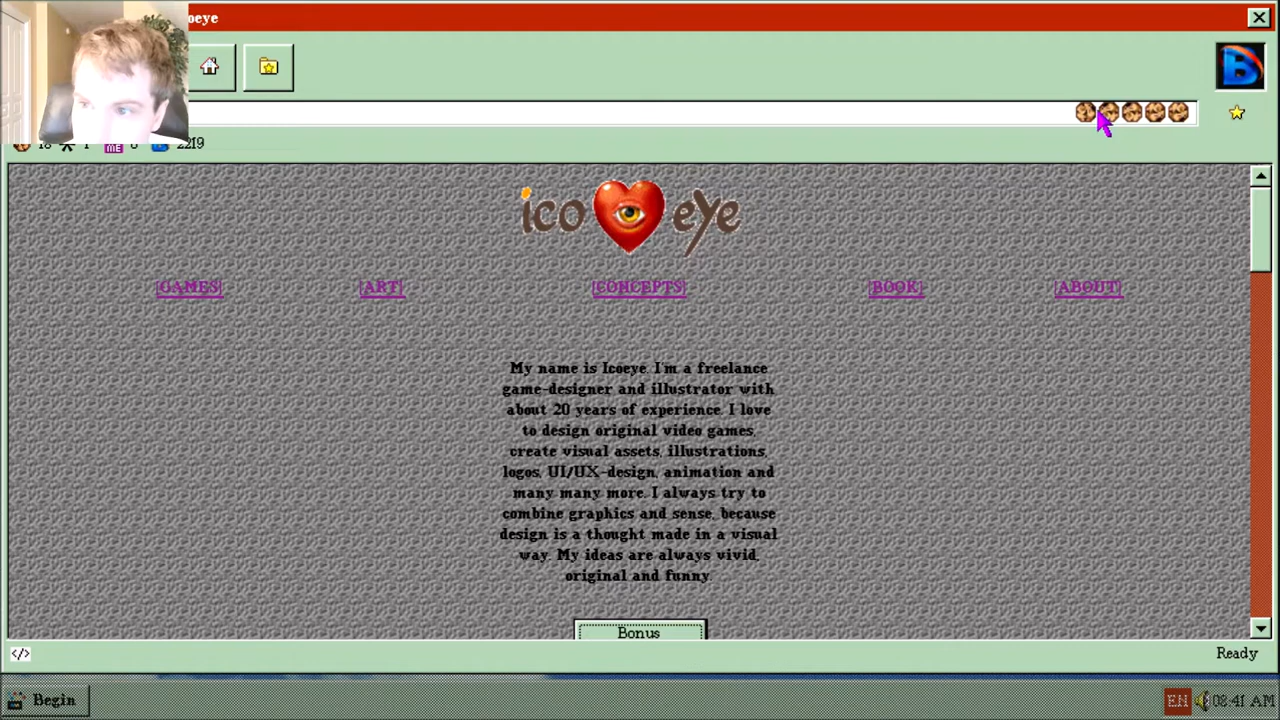 oeye
2219
ME
ico eye
|GAMES| |ART| |CONCEPTS| |BOOK| |ABOUT|
My name is Icoeye. I'm a freelance
game-designer and illustrator with
about 20 years of experience. I love
to design original video games,
create visual assets, illustrations,
logos, UI/UX-design, animation and
many many more. I always try to
combine graphics and sense, because
design is a thought made in a visual
way. My ideas are always vivid,
original and funny.
Bonus
</> Ready
Begin EN 08:41 AM